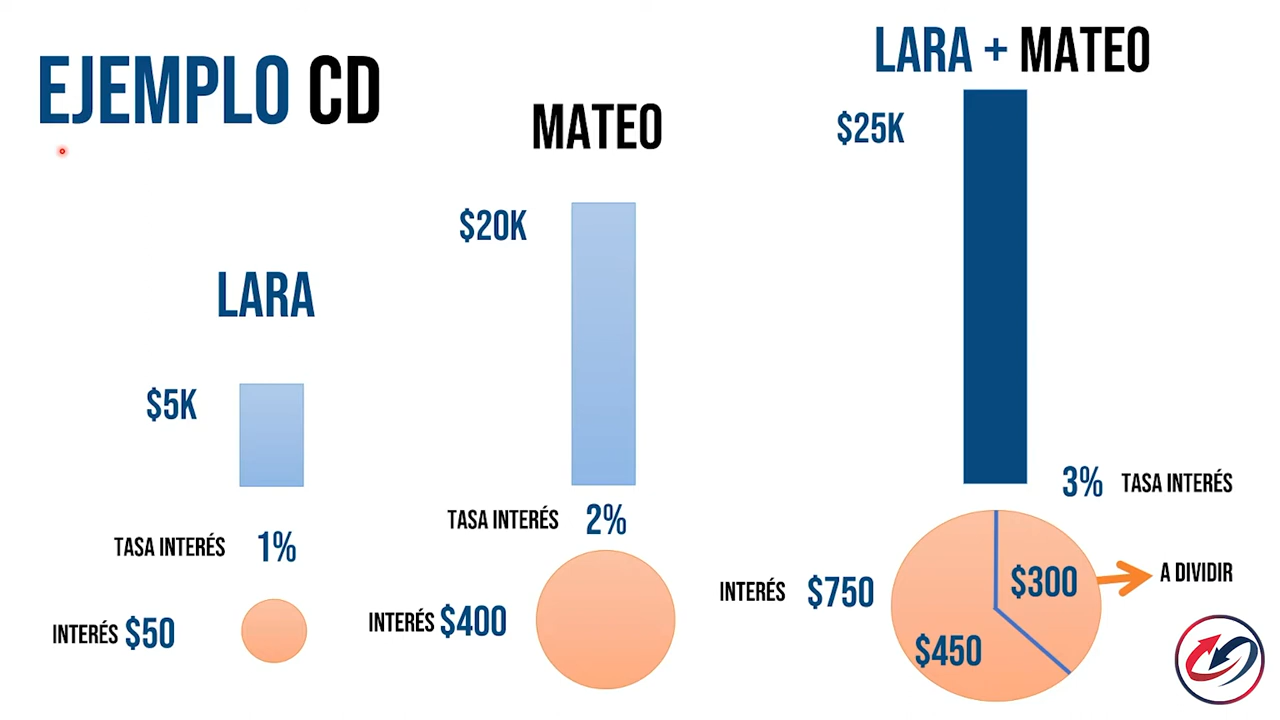 EJEMPLO CD
LARA
$5K
TASA INTERÉS 1%
INTERÉS $50
MATEO
$20K
TASA INTERÉS 2%
INTERÉS $400
LARA + MATEO
$25K
3% TASA INTERÉS
INTERÉS $750
$300
A DIVIDIR
$450